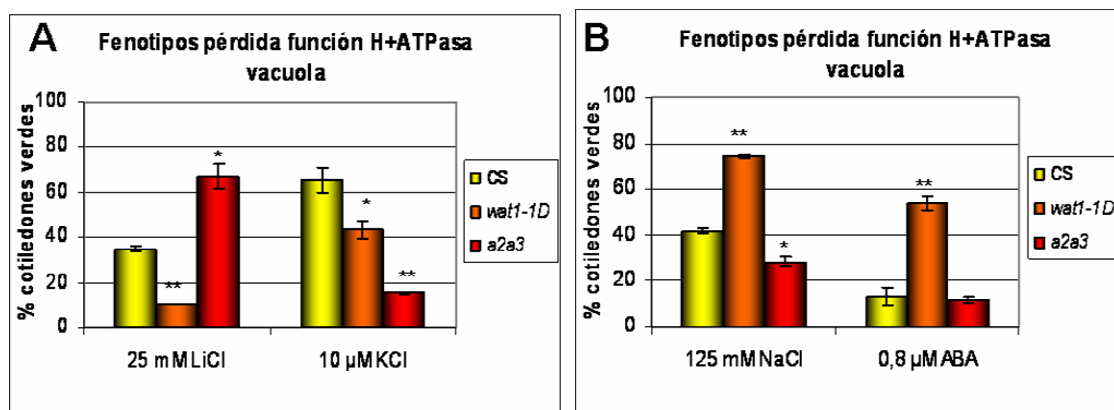 A
Fenotipos pérdida función H+ATPasa
vacuola
% cotiledones verdes
100
80
60
40
20
0
*
**
*
**
25 mM LiCl
10 µM KCl
CS
wat1-1D
a2a3
B
Fenotipos pérdida función H+ATPasa
vacuola
% cotiledones verdes
100
80
60
40
20
0
**
*
**
125 mM NaCl
0,8 µM ABA
CS
wat1-1D
a2a3